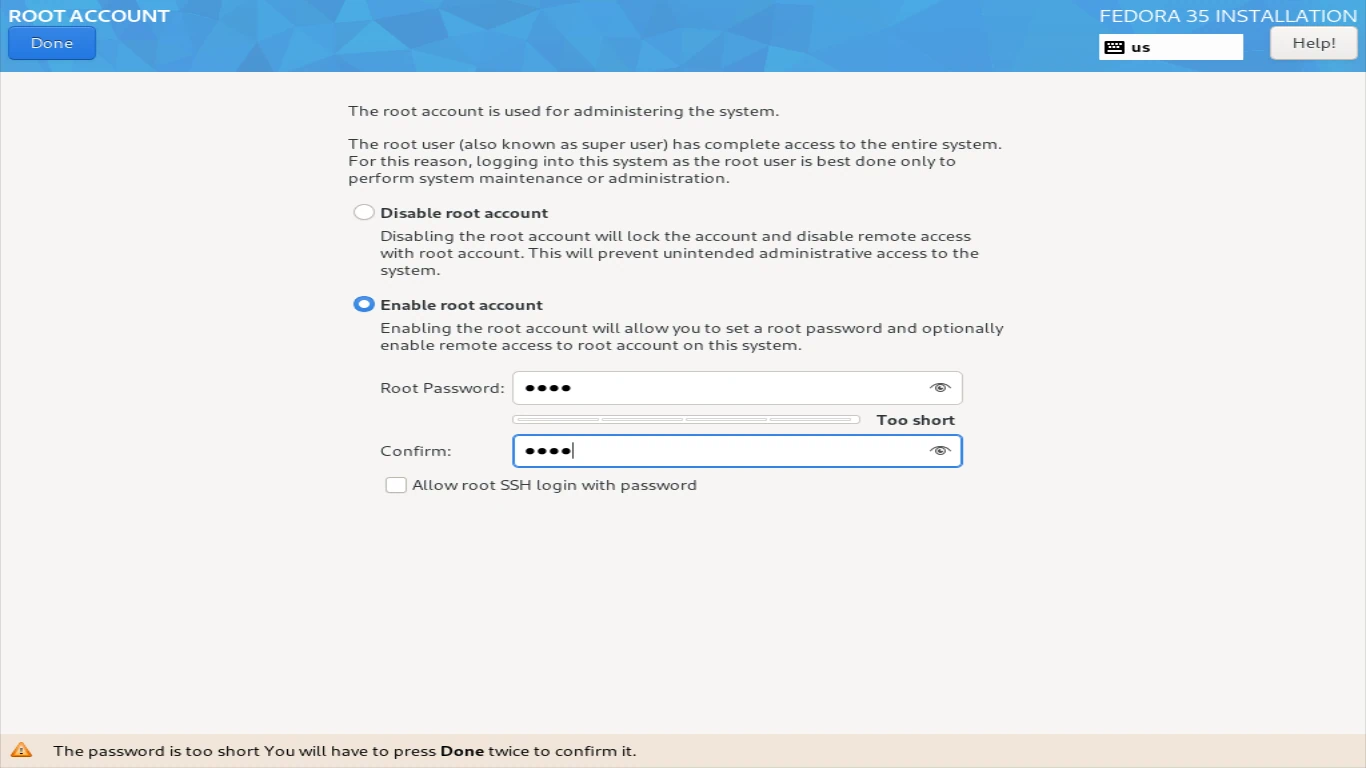 ROOT ACCOUNT
FEDORA 35 INSTALLATION
Done
us
Help!
The root account is used for administering the system.
The root user (also known as super user) has complete access to the entire system.
For this reason, logging into this system as the root user is best done only to
perform system maintenance or administration.
Disable root account
Disabling the root account will lock the account and disable remote access
with root account. This will prevent unintended administrative access to the
system.
Enable root account
Enabling the root account will allow you to set a root password and optionally
enable remote access to root account on this system.
Root Password: ●●●●
Too short
Confirm: ●●●●
Allow root SSH login with password
The password is too short You will have to press Done twice to confirm it.